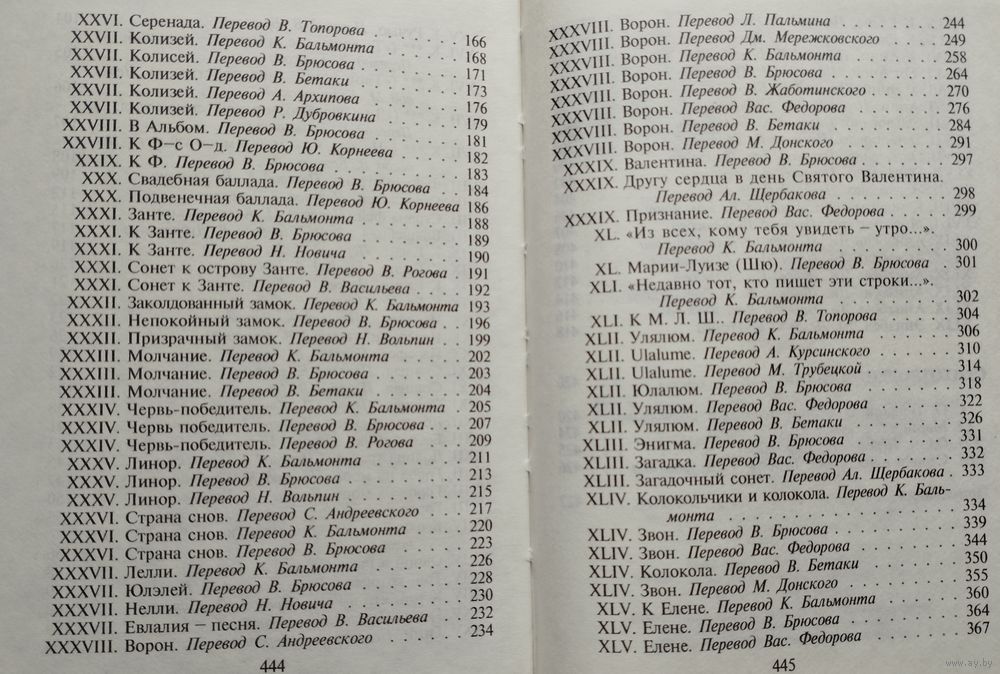 XXVI. Серенада. Перевод В. Топорова . . . . . . . . 166
XXVII. Колизей. Перевод К. Бальмонта . . . . . . . . 168
XXVII. Колисей. Перевод В. Брюсова . . . . . . . . 171
XXVII. Колизей. Перевод В. Бетаки . . . . . . . . 173
XXVII. Колизей. Перевод А. Архипова . . . . . . . . 176
XXVII. Колизей. Перевод Р. Дубровкина . . . . . . . . 179
XXVIII. В Альбом. Перевод В. Брюсова . . . . . . . . 181
XXVIII. К Ф–с О–д. Перевод Ю. Корнеева . . . . . . 182
XXIX. К Ф. Перевод В. Брюсова . . . . . . . . 183
XXX. Свадебная баллада. Перевод В. Брюсова . . 184
XXX. Подвенечная баллада. Перевод Ю. Корнеева 186
XXXI. Занте. Перевод К. Бальмонта . . . . . . . . 188
XXXI. К Занте. Перевод В. Брюсова . . . . . . . . 189
XXXI. К Занте. Перевод Н. Новича . . . . . . . . 190
XXXI. Сонет к острову Занте. Перевод В. Рогова . 191
XXXI. Сонет к Занте. Перевод В. Васильева . . . . 192
XXXII. Заколдованный замок. Перевод К. Бальмонта 193
XXXII. Непокойный замок. Перевод В. Брюсова . . 196
XXXII. Призрачный замок. Перевод Н. Вольпин . . 199
XXXIII. Молчание. Перевод К. Бальмонта . . . . . . 202
XXXIII. Молчание. Перевод В. Брюсова . . . . . . . . 203
XXXIII. Молчание. Перевод В. Бетаки . . . . . . . . 204
XXXIV. Червь-победитель. Перевод К. Бальмонта . 205
XXXIV. Червь победитель. Перевод В. Брюсова . . . 207
XXXIV. Червь-победитель. Перевод В. Рогова . . . . 209
XXXV. Линор. Перевод К. Бальмонта . . . . . . . . 211
XXXV. Линор. Перевод В. Брюсова . . . . . . . . 213
XXXV. Линор. Перевод Н. Вольпин . . . . . . . . 215
XXXVI. Страна снов. Перевод С. Андреевского . . . 217
XXXVI. Страна снов. Перевод К. Бальмонта . . . . 220
XXXVI. Страна снов. Перевод В. Брюсова . . . . . . 223
XXXVII. Лелли. Перевод К. Бальмонта . . . . . . . . 226
XXXVII. Юлэлей. Перевод В. Брюсова . . . . . . . . 228
XXXVII. Нелли. Перевод Н. Новича . . . . . . . . 230
XXXVII. Евлалия – песня. Перевод В. Васильева . . . 232
XXXVIII. Ворон. Перевод С. Андреевского . . . . . . 234
444
XXXVIII. Ворон. Перевод Л. Пальмина . . . . . . . . 244
XXXVIII. Ворон. Перевод Дм. Мережковского . . . . 249
XXXVIII. Ворон. Перевод К. Бальмонта . . . . . . . . 258
XXXVIII. Ворон. Перевод В. Брюсова . . . . . . . . 264
XXXVIII. Ворон. Перевод В. Жаботинского . . . . . . 270
XXXVIII. Ворон. Перевод Вас. Федорова . . . . . . . . 276
XXXVIII. Ворон. Перевод В. Бетаки . . . . . . . . 284
XXXVIII. Ворон. Перевод М. Донского . . . . . . . . 291
XXXIX. Валентина. Перевод В. Брюсова . . . . . . 297
XXXIX. Другу сердца в день Святого Валентина.
Перевод Ал. Щербакова . . . . . . . . 298
XXXIX. Признание. Перевод Вас. Федорова . . . . 299
XL. «Из всех, кому тебя увидеть – утро...».
Перевод К. Бальмонта . . . . . . . . 300
XL. Марии-Луизе (Шю). Перевод В. Брюсова . 301
XLI. «Недавно тот, кто пишет эти строки...».
Перевод К. Бальмонта . . . . . . . . 302
XLI. К М. Л. Ш.. Перевод В. Топорова . . . . 304
XLII. Улялюм. Перевод К. Бальмонта . . . . . . 306
XLII. Ulalume. Перевод А. Курсинского . . . . . . 310
XLII. Ulalume. Перевод М. Трубецкой . . . . . . 314
XLII. Юлалюм. Перевод В. Брюсова . . . . . . 318
XLII. Улялюм. Перевод Вас. Федорова . . . . . . 322
XLII. Улялюм. Перевод В. Бетаки . . . . . . . . 326
XLIII. Энигма. Перевод В. Брюсова . . . . . . . . 331
XLIII. Загадка. Перевод Вас. Федорова . . . . . . 332
XLIII. Загадочный сонет. Перевод Ал. Щербакова . 333
XLIV. Колокольчики и колокола. Перевод К. Баль-
монта . . . . . . . . 334
XLIV. Звон. Перевод В. Брюсова . . . . . . . . 339
XLIV. Звон. Перевод Вас. Федорова . . . . . . . . 344
XLIV. Колокола. Перевод В. Бетаки . . . . . . . . 350
XLIV. Звон. Перевод М. Донского . . . . . . . . 355
XLV. К Елене. Перевод К. Бальмонта . . . . . . 360
XLV. Елене. Перевод В. Брюсова . . . . . . . . 364
XLV. Елене. Перевод Вас. Федорова . . . . . . . . 367
445
www.ay.by